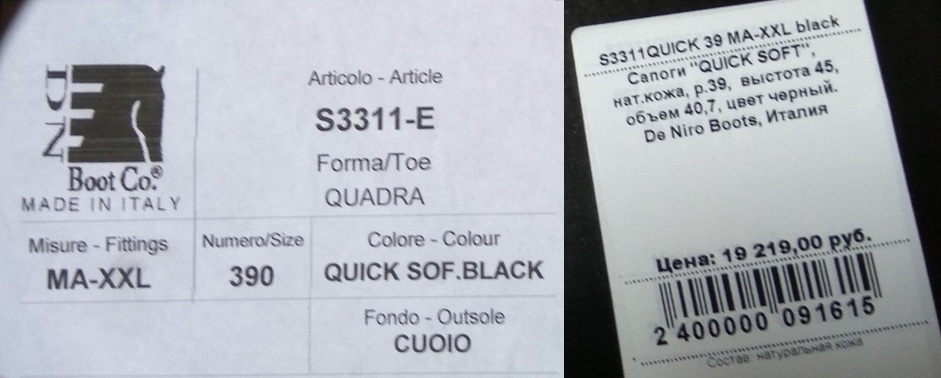 DN
Boot Co.®
MADE IN ITALY
Articolo - Article
S3311-E
Forma/Toe
QUADRA
Misure - Fittings
MA-XXL
Numero/Size
390
Colore - Colour
QUICK SOF.BLACK
Fondo - Outsole
CUOIO
S3311QUICK 39 MA-XXL black
Сапоги "QUICK SOFT",
нат.кожа, р.39, выстота 45,
объем 40,7, цвет черный.
De Niro Boots, Италия
Цена: 19 219,00 руб.
2 400000 091615
Состав: натуральная кожа